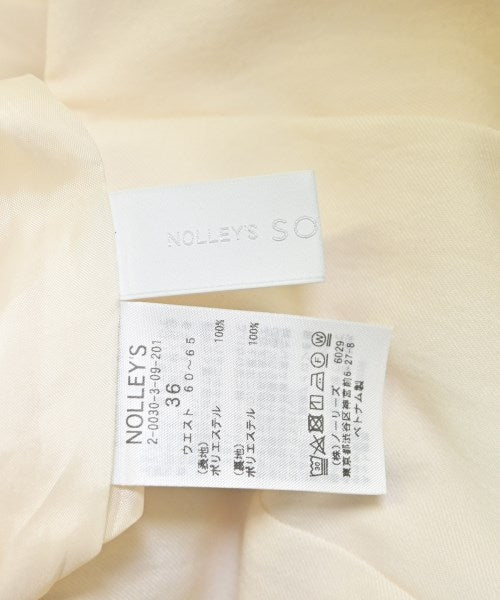 NOLLEY'S SO
NOLLEY'S
2-0030-3-09-201
36
ウエスト 60~65
(表地)
ポリエステル 100%
(裏地)
ポリエステル 100%
30 F W
(株)ノーリーズ 6029
東京都渋谷区神宮前6-27-8
ベトナム製